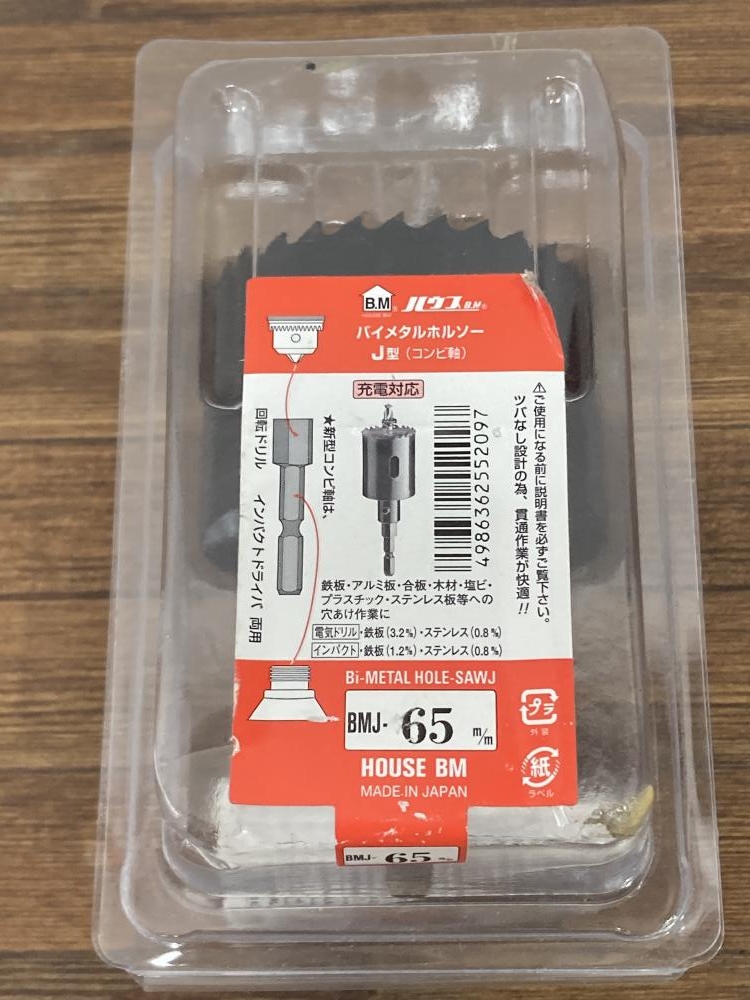 B.M®
HOUSE BM
ハウス B.M®
バイメタルホルソー
J型(コンビ軸)
充電対応
⚠ご使用になる前に説明書を必ずご覧下さい。
ツバなし設計の為、貫通作業が快適!!
4986362552097
★新型コンビ軸は、
回転ドリル インパクトドライバ 両用
鉄板・アルミ板・合板・木材・塩ビ・
プラスチック・ステンレス板等への
穴あけ作業に
電気ドリル・鉄板(3.2㎜)・ステンレス(0.8㎜)
インパクト・鉄板(1.2㎜)・ステンレス(0.8㎜)
Bi-METAL HOLE-SAWJ
BMJ- 65 m/m
HOUSE BM
MADE IN JAPAN
プラ
外装
紙
ラベル
BMJ- 65